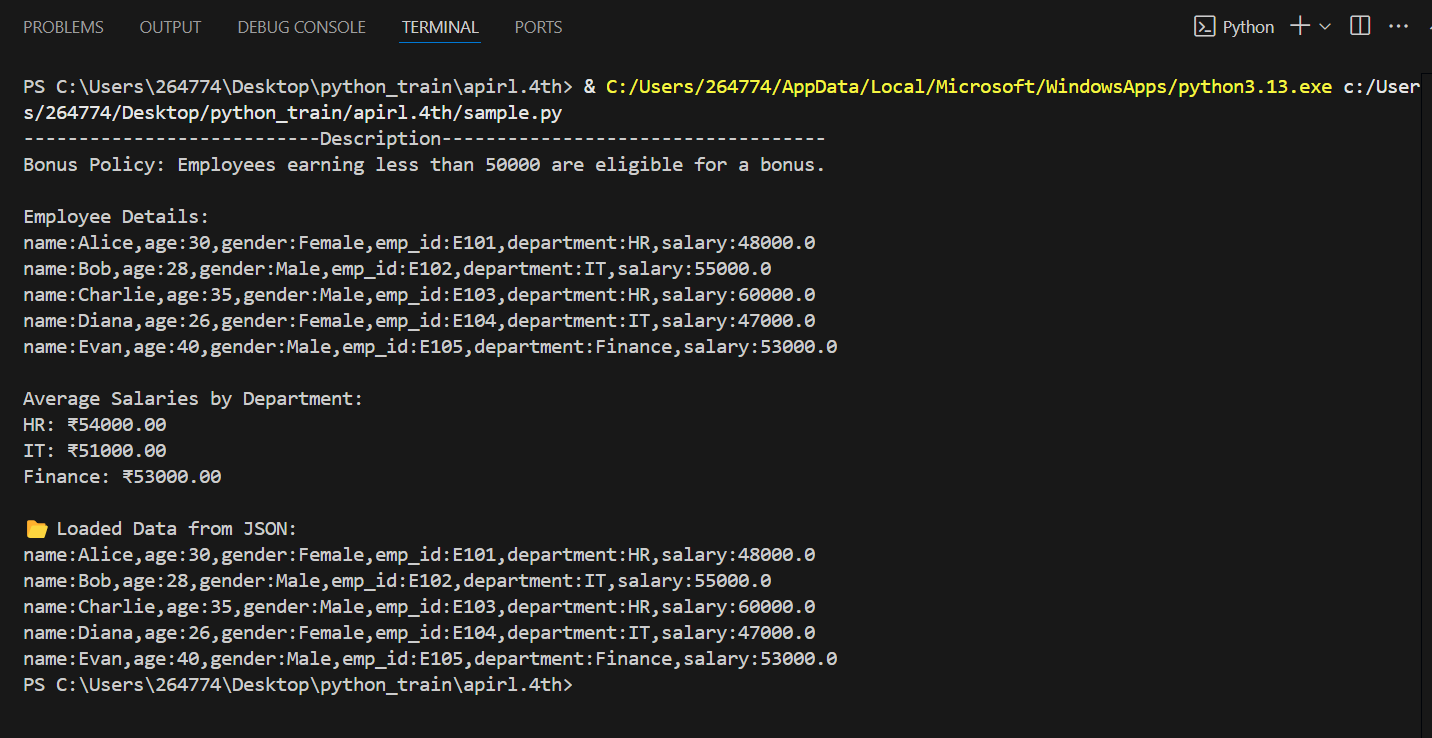 PROBLEMS OUTPUT DEBUG CONSOLE TERMINAL PORTS Python
PS C:\Users\264774\Desktop\python_train\apirl.4th> & C:/Users/264774/AppData/Local/Microsoft/WindowsApps/python3.13.exe c:/User
s/264774/Desktop/python_train/apirl.4th/sample.py
---------------------------Description-----------------------------------
Bonus Policy: Employees earning less than 50000 are eligible for a bonus.
Employee Details:
name:Alice,age:30,gender:Female,emp_id:E101,department:HR,salary:48000.0
name:Bob,age:28,gender:Male,emp_id:E102,department:IT,salary:55000.0
name:Charlie,age:35,gender:Male,emp_id:E103,department:HR,salary:60000.0
name:Diana,age:26,gender:Female,emp_id:E104,department:IT,salary:47000.0
name:Evan,age:40,gender:Male,emp_id:E105,department:Finance,salary:53000.0
Average Salaries by Department:
HR: ₹54000.00
IT: ₹51000.00
Finance: ₹53000.00
📂 Loaded Data from JSON:
name:Alice,age:30,gender:Female,emp_id:E101,department:HR,salary:48000.0
name:Bob,age:28,gender:Male,emp_id:E102,department:IT,salary:55000.0
name:Charlie,age:35,gender:Male,emp_id:E103,department:HR,salary:60000.0
name:Diana,age:26,gender:Female,emp_id:E104,department:IT,salary:47000.0
name:Evan,age:40,gender:Male,emp_id:E105,department:Finance,salary:53000.0
PS C:\Users\264774\Desktop\python_train\apirl.4th>